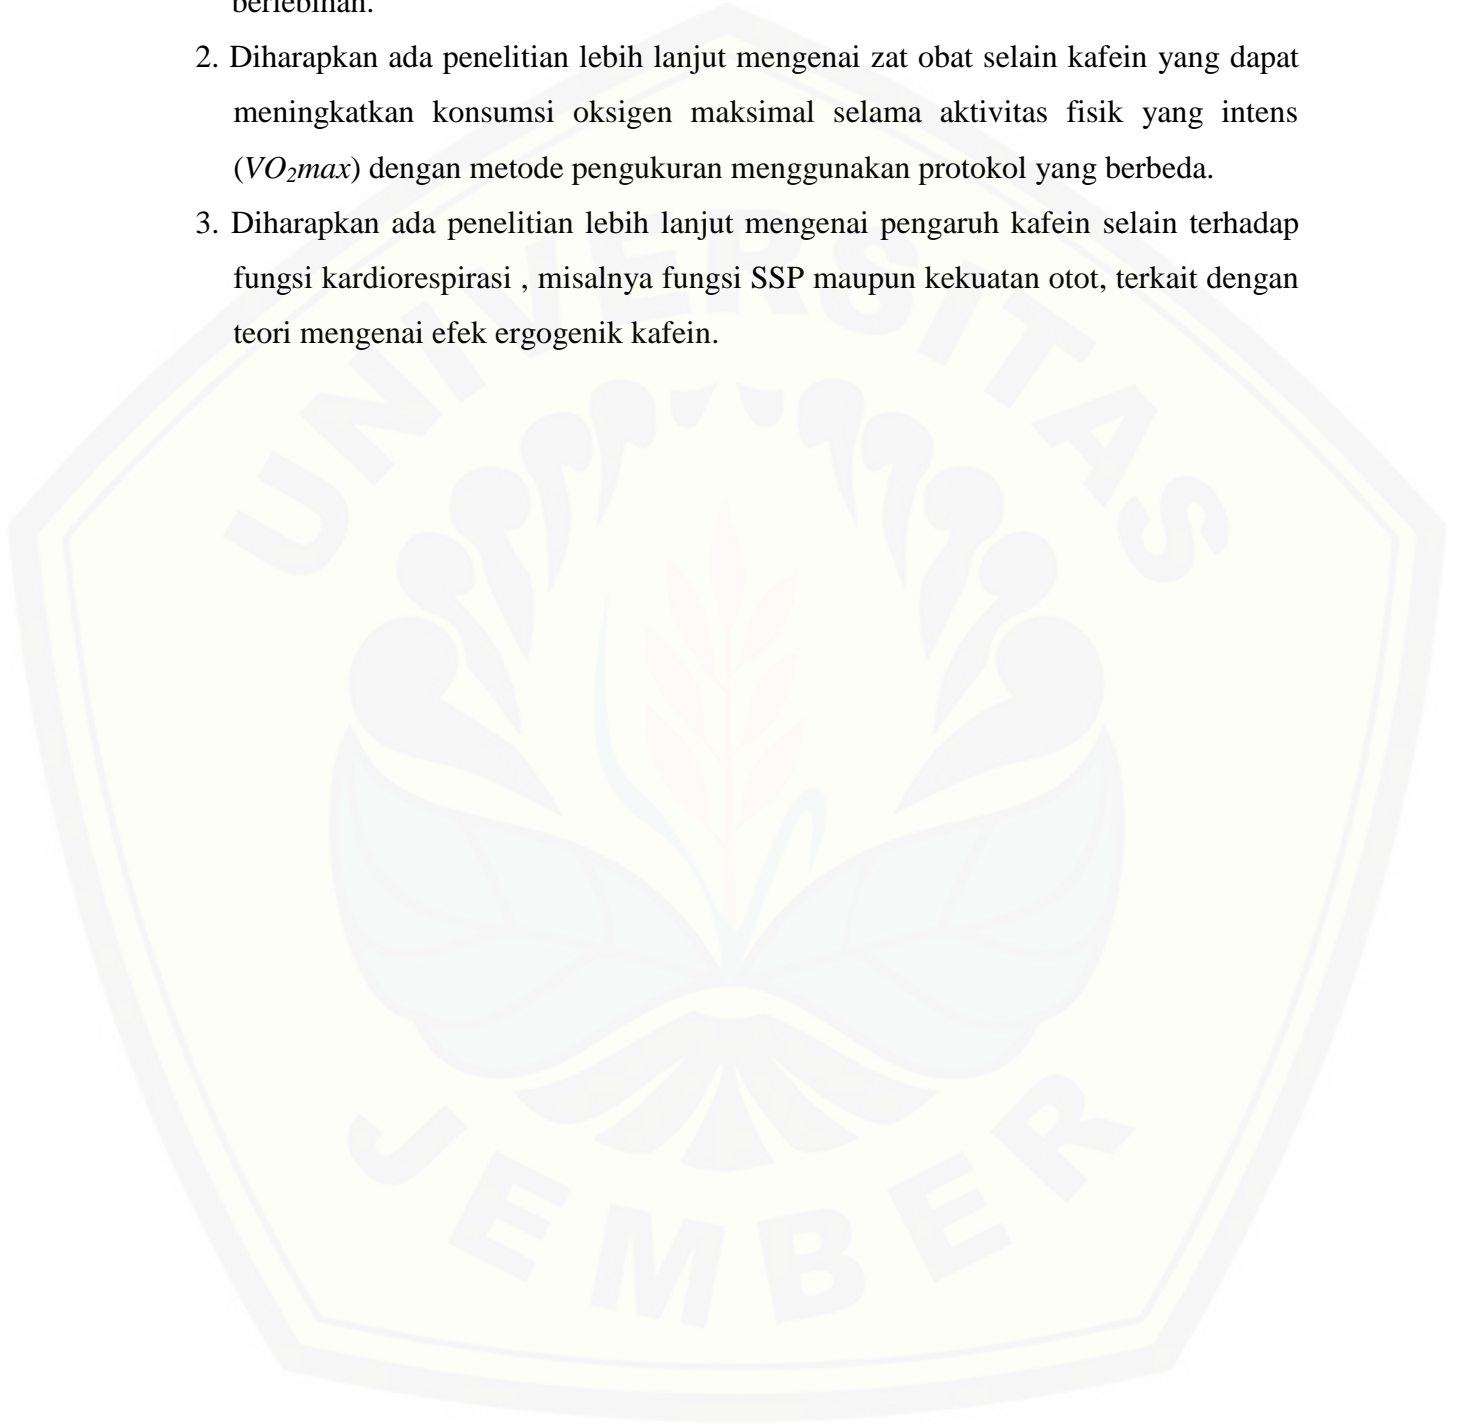 berlebihan.
2. Diharapkan ada penelitian lebih lanjut mengenai zat obat selain kafein yang dapat
meningkatkan konsumsi oksigen maksimal selama aktivitas fisik yang intens
(VO₂max) dengan metode pengukuran menggunakan protokol yang berbeda.
3. Diharapkan ada penelitian lebih lanjut mengenai pengaruh kafein selain terhadap
fungsi kardiorespirasi , misalnya fungsi SSP maupun kekuatan otot, terkait dengan
teori mengenai efek ergogenik kafein.
UNIVERSITAS
JEMBER